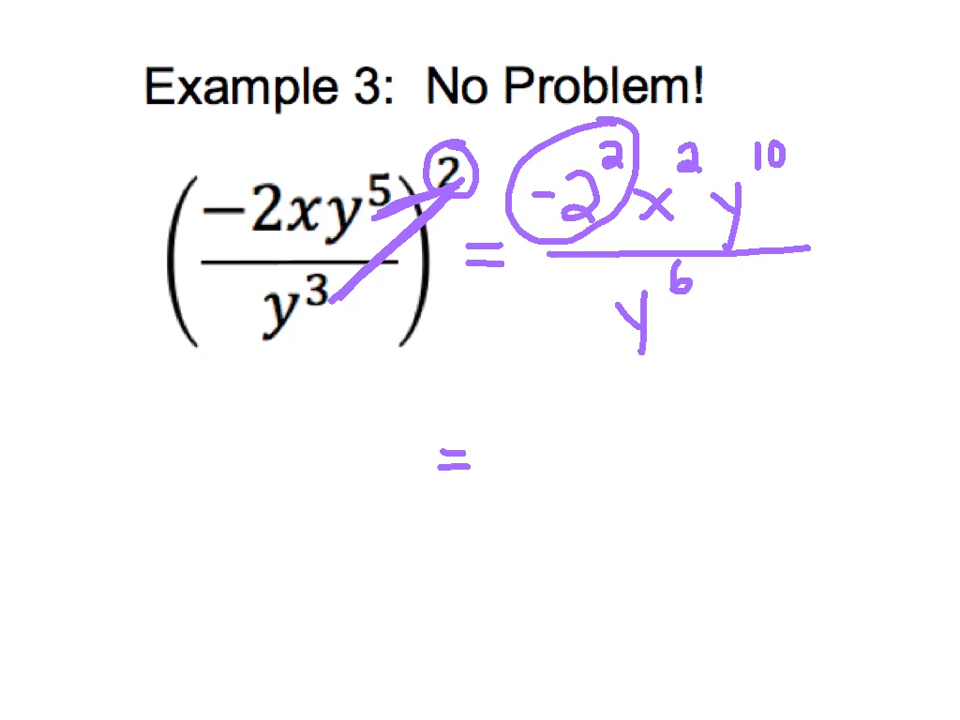 Example 3: No Problem!
(−2xy⁵ / y³)² = -2² x² y¹⁰ / y⁶
=